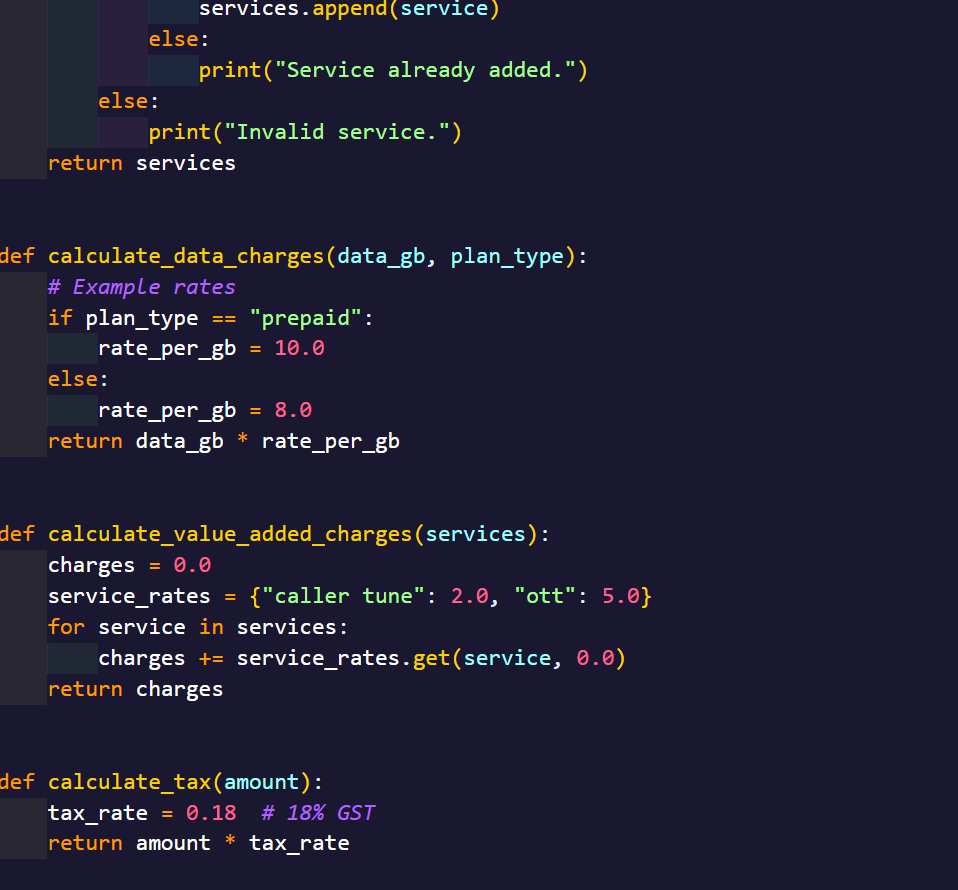 services.append(service)
else:
print("Service already added.")
else:
print("Invalid service.")
return services
def calculate_data_charges(data_gb, plan_type):
# Example rates
if plan_type == "prepaid":
rate_per_gb = 10.0
else:
rate_per_gb = 8.0
return data_gb * rate_per_gb
def calculate_value_added_charges(services):
charges = 0.0
service_rates = {"caller tune": 2.0, "ott": 5.0}
for service in services:
charges += service_rates.get(service, 0.0)
return charges
def calculate_tax(amount):
tax_rate = 0.18  # 18% GST
return amount * tax_rate